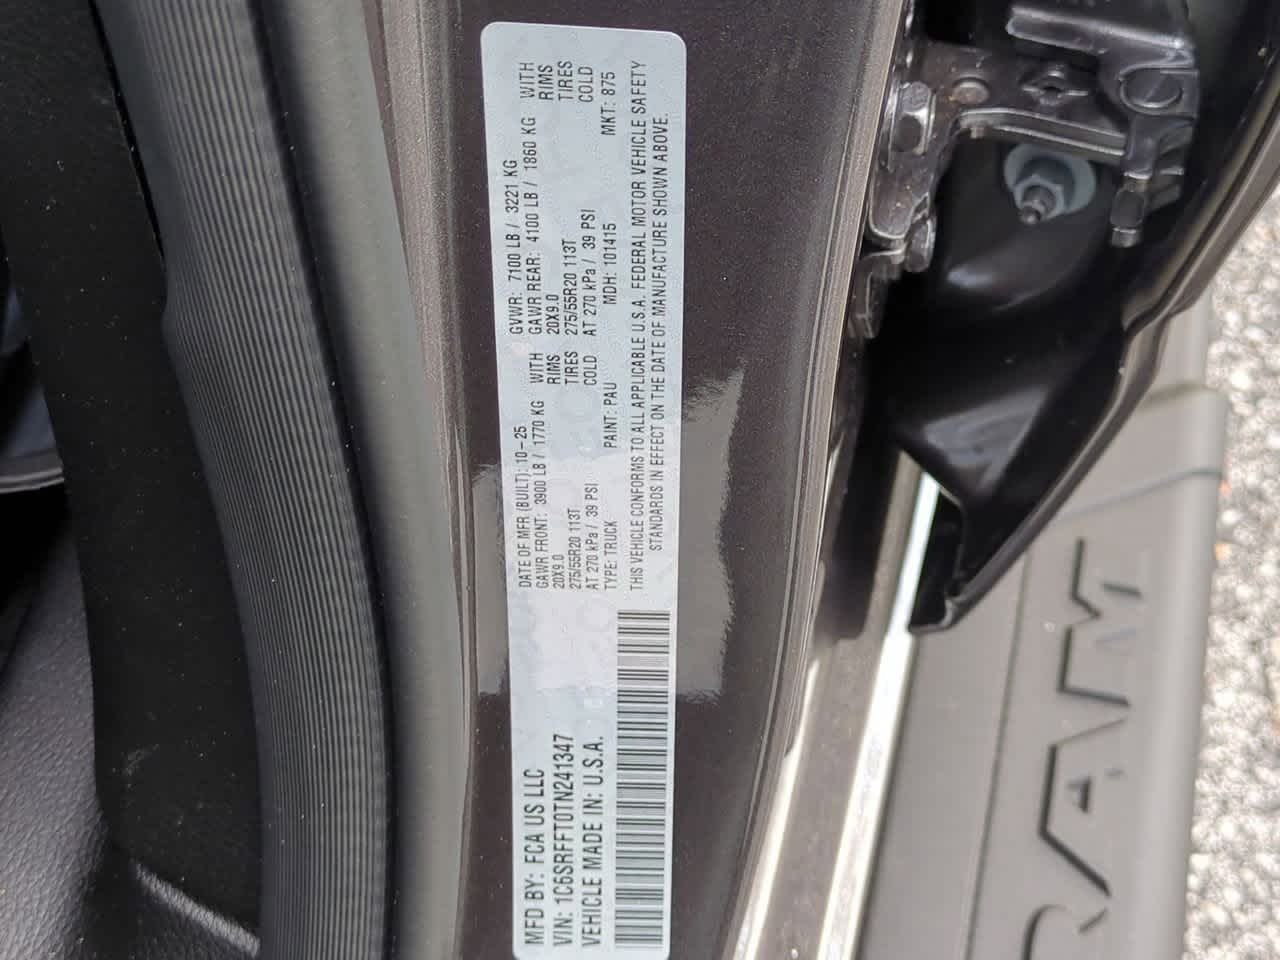 MFD BY: FCA US LLC
VIN: 1C6SRFFT0TN241347
VEHICLE MADE IN: U.S.A.
DATE OF MFR (BUILT): 10-25 GVWR: 7100 LB / 3221 KG
GAWR FRONT: 3900 LB / 1770 KG WITH GAWR REAR: 4100 LB / 1860 KG WITH
20X9.0 RIMS 20X9.0 RIMS
275/55R20 113T TIRES 275/55R20 113T TIRES
AT 270 kPa / 39 PSI COLD AT 270 kPa / 39 PSI COLD
TYPE: TRUCK PAINT: PAU MDH: 101415 MKT: 875
THIS VEHICLE CONFORMS TO ALL APPLICABLE U.S.A. FEDERAL MOTOR VEHICLE SAFETY
STANDARDS IN EFFECT ON THE DATE OF MANUFACTURE SHOWN ABOVE.
RAM